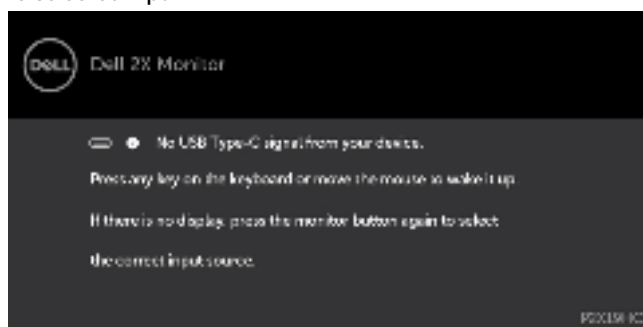 DELL
Dell 2X Monitor
No USB Type-C signal from your device.
Press any key on the keyboard or move the mouse to wake it up
If there is no display, press the monitor button again to select
the correct input source.